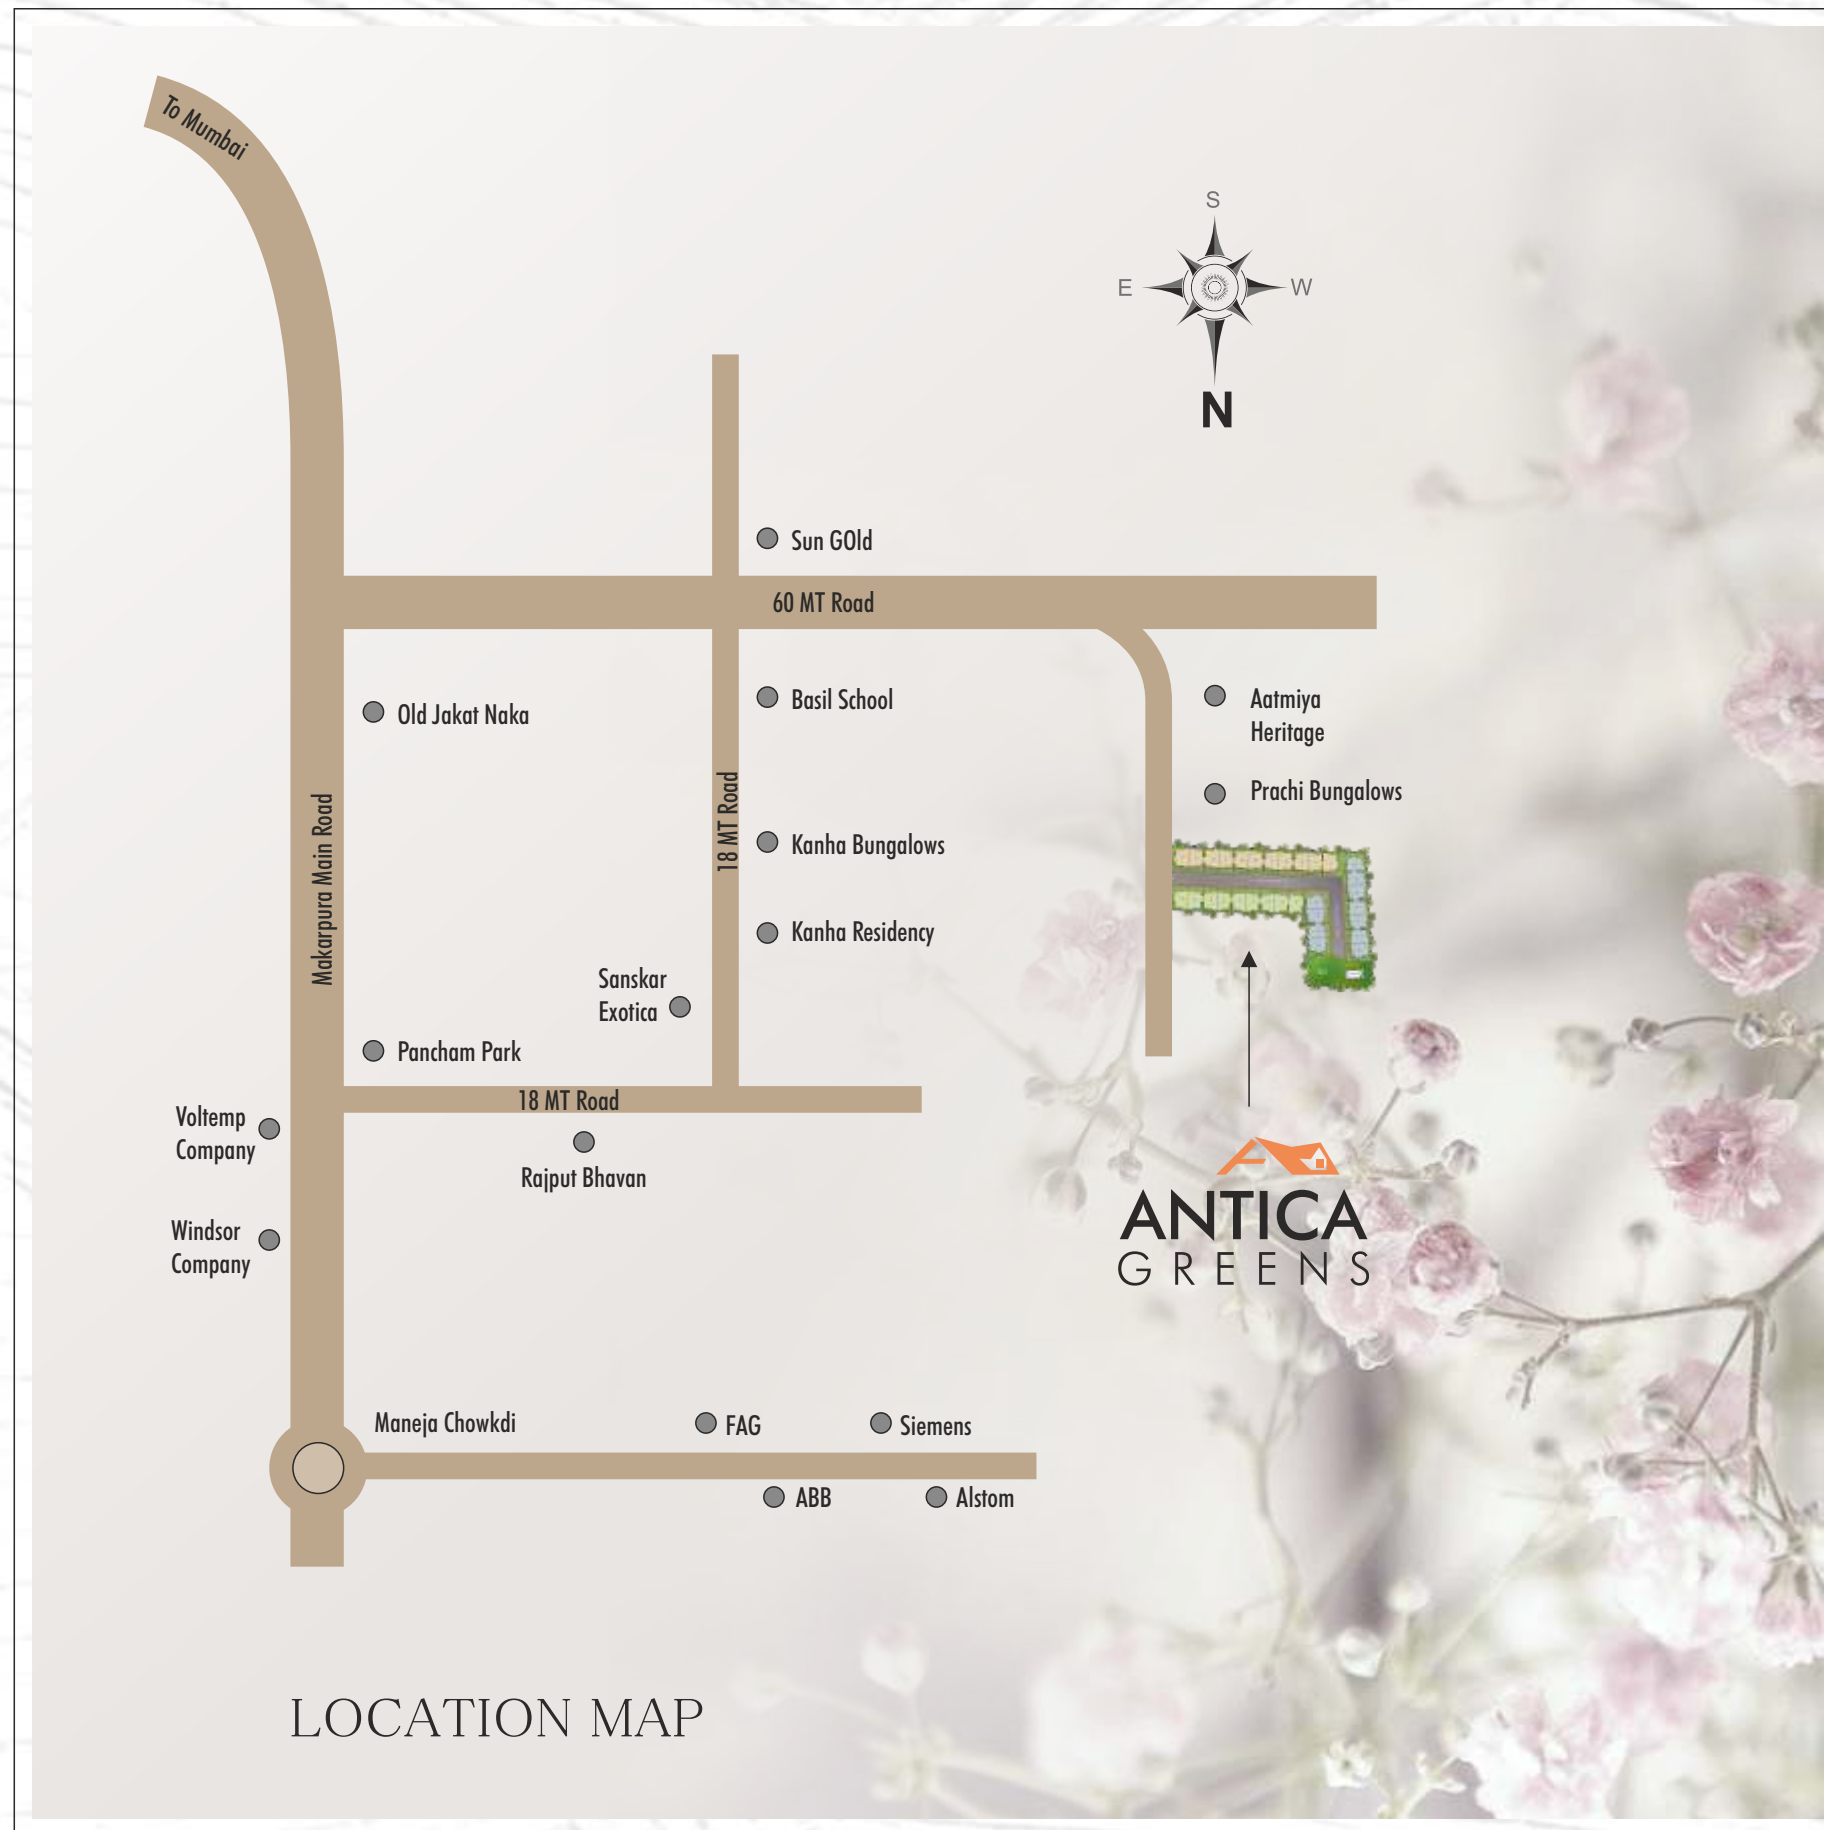 To Mumbai
S
E
W
N
Sun GOld
60 MT Road
Old Jakat Naka
Basil School
Aatmiya
Heritage
Prachi Bungalows
Makarpura Main Road
18 MT Road
Kanha Bungalows
Kanha Residency
Sanskar
Exotica
Pancham Park
18 MT Road
Voltemp
Company
Rajput Bhavan
Windsor
Company
ANTICA
GREENS
Maneja Chowkdi
FAG
Siemens
ABB
Alstom
LOCATION MAP